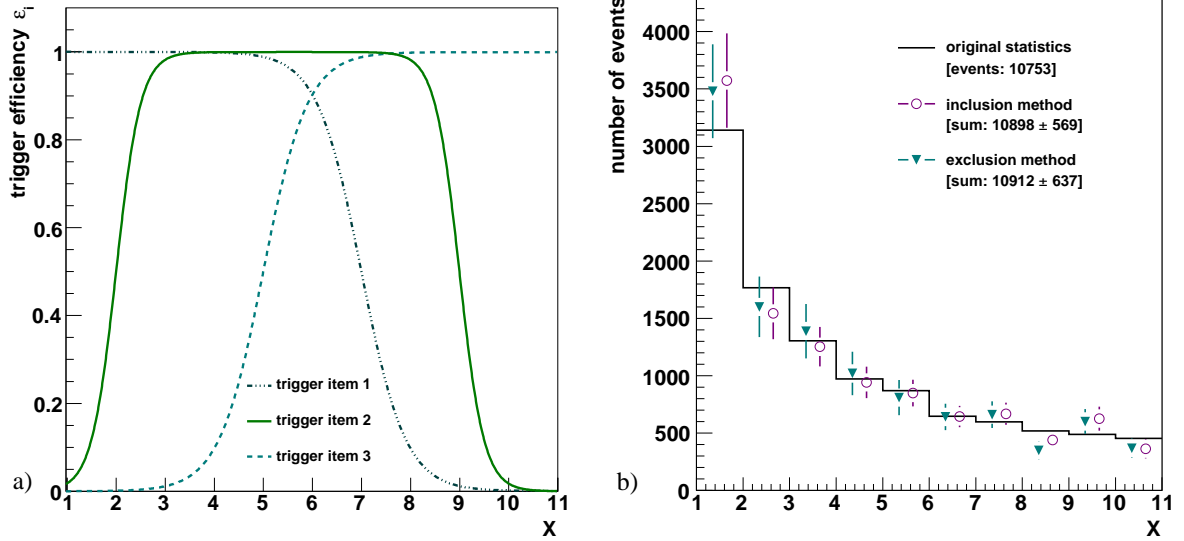 trigger efficiency ε_i
1
0.8
0.6
0.4
0.2
0
trigger item 1
trigger item 2
trigger item 3
a)
1 2 3 4 5 6 7 8 9 10 11
X
number of events
4000
3500
3000
2500
2000
1500
1000
500
0
original statistics
[events: 10753]
inclusion method
[sum: 10898 ± 569]
exclusion method
[sum: 10912 ± 637]
b)
1 2 3 4 5 6 7 8 9 10 11
X